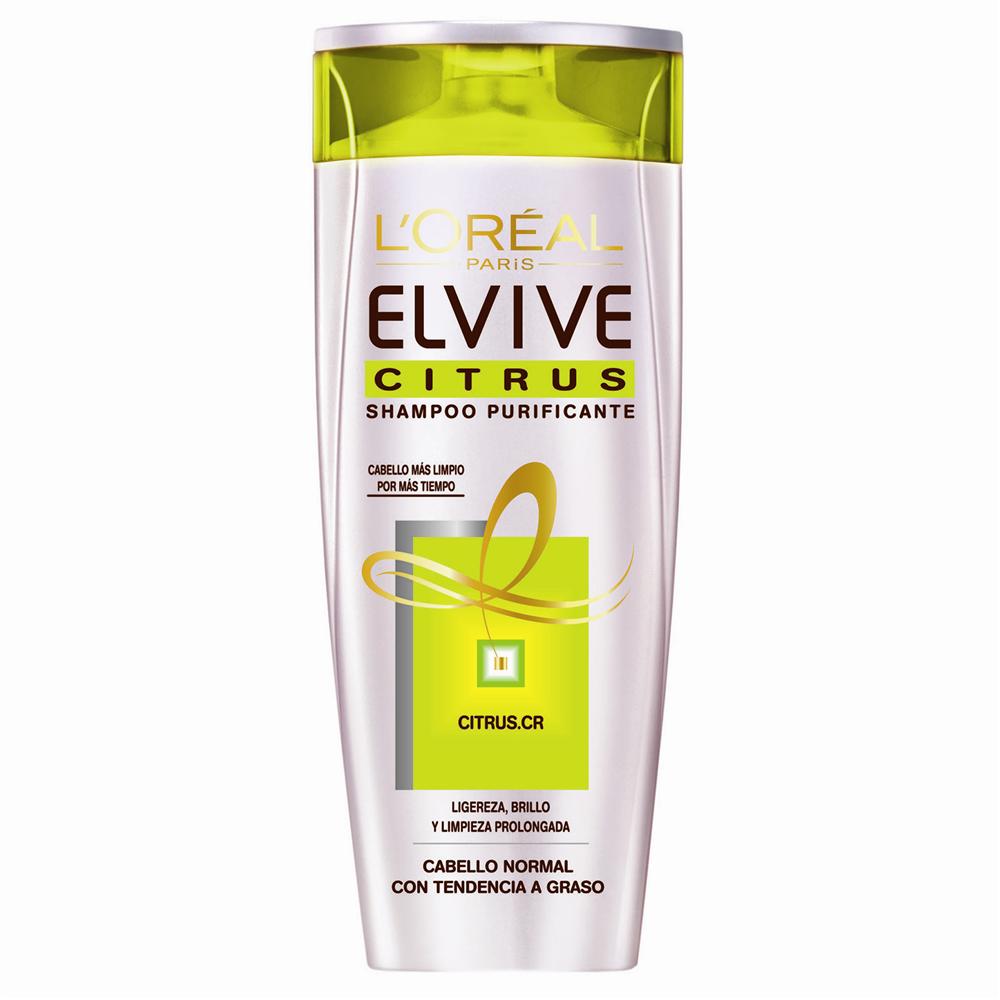 L'ORÉAL
PARiS
ELVIVE
CITRUS
SHAMPOO PURIFICANTE
CABELLO MÁS LIMPIO
POR MÁS TIEMPO
CITRUS.CR
LIGEREZA, BRILLO
Y LIMPIEZA PROLONGADA
CABELLO NORMAL
CON TENDENCIA A GRASO